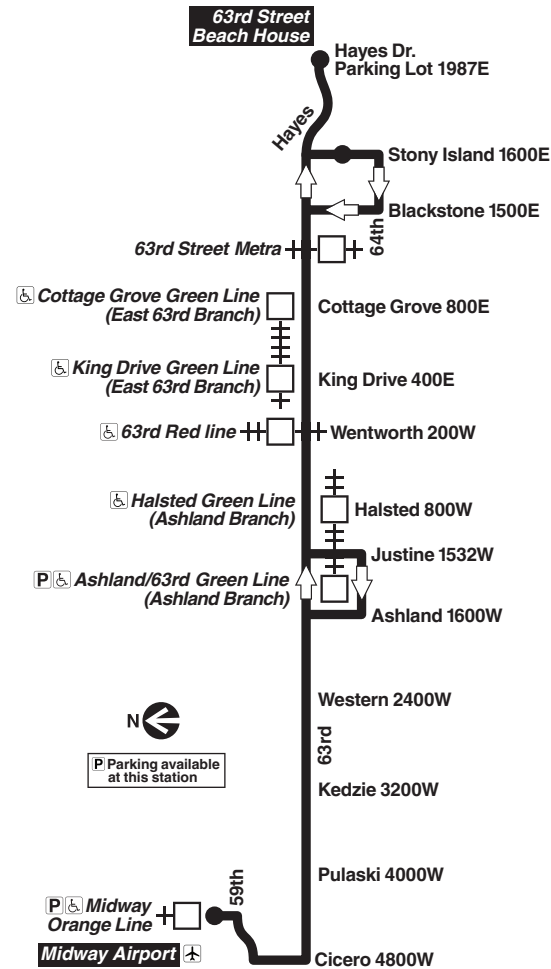 63rd Street
Beach House
Hayes Dr.
Parking Lot 1987E
Hayes
Stony Island 1600E
Blackstone 1500E
64th
63rd Street Metra
Cottage Grove Green Line
(East 63rd Branch)
Cottage Grove 800E
King Drive Green Line
(East 63rd Branch)
King Drive 400E
63rd Red line
Wentworth 200W
Halsted Green Line
(Ashland Branch)
Halsted 800W
Justine 1532W
P Ashland/63rd Green Line
(Ashland Branch)
Ashland 1600W
Western 2400W
N
63rd
P Parking available
at this station
Kedzie 3200W
Pulaski 4000W
59th
P Midway
Orange Line
Midway Airport
Cicero 4800W